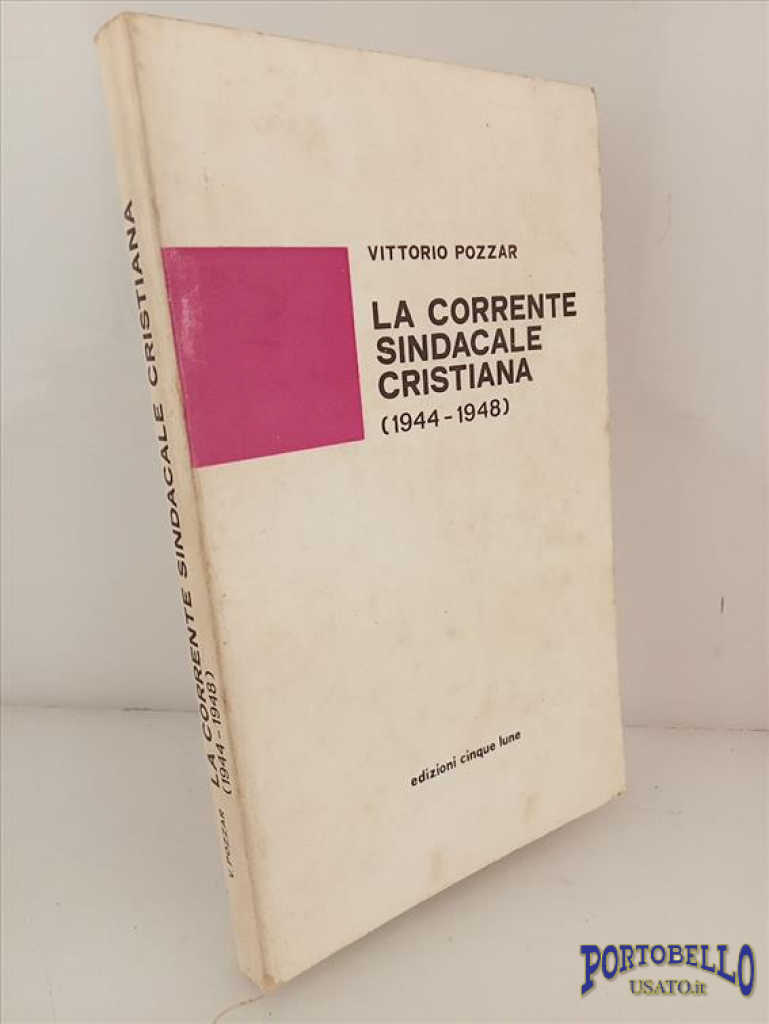 VITTORIO POZZAR
LA CORRENTE
SINDACALE
CRISTIANA
(1944-1948)
edizioni cinque lune
V. POZZAR LA CORRENTE SINDACALE CRISTIANA
(1944-1948)
PORTOBELLO
USATO.it